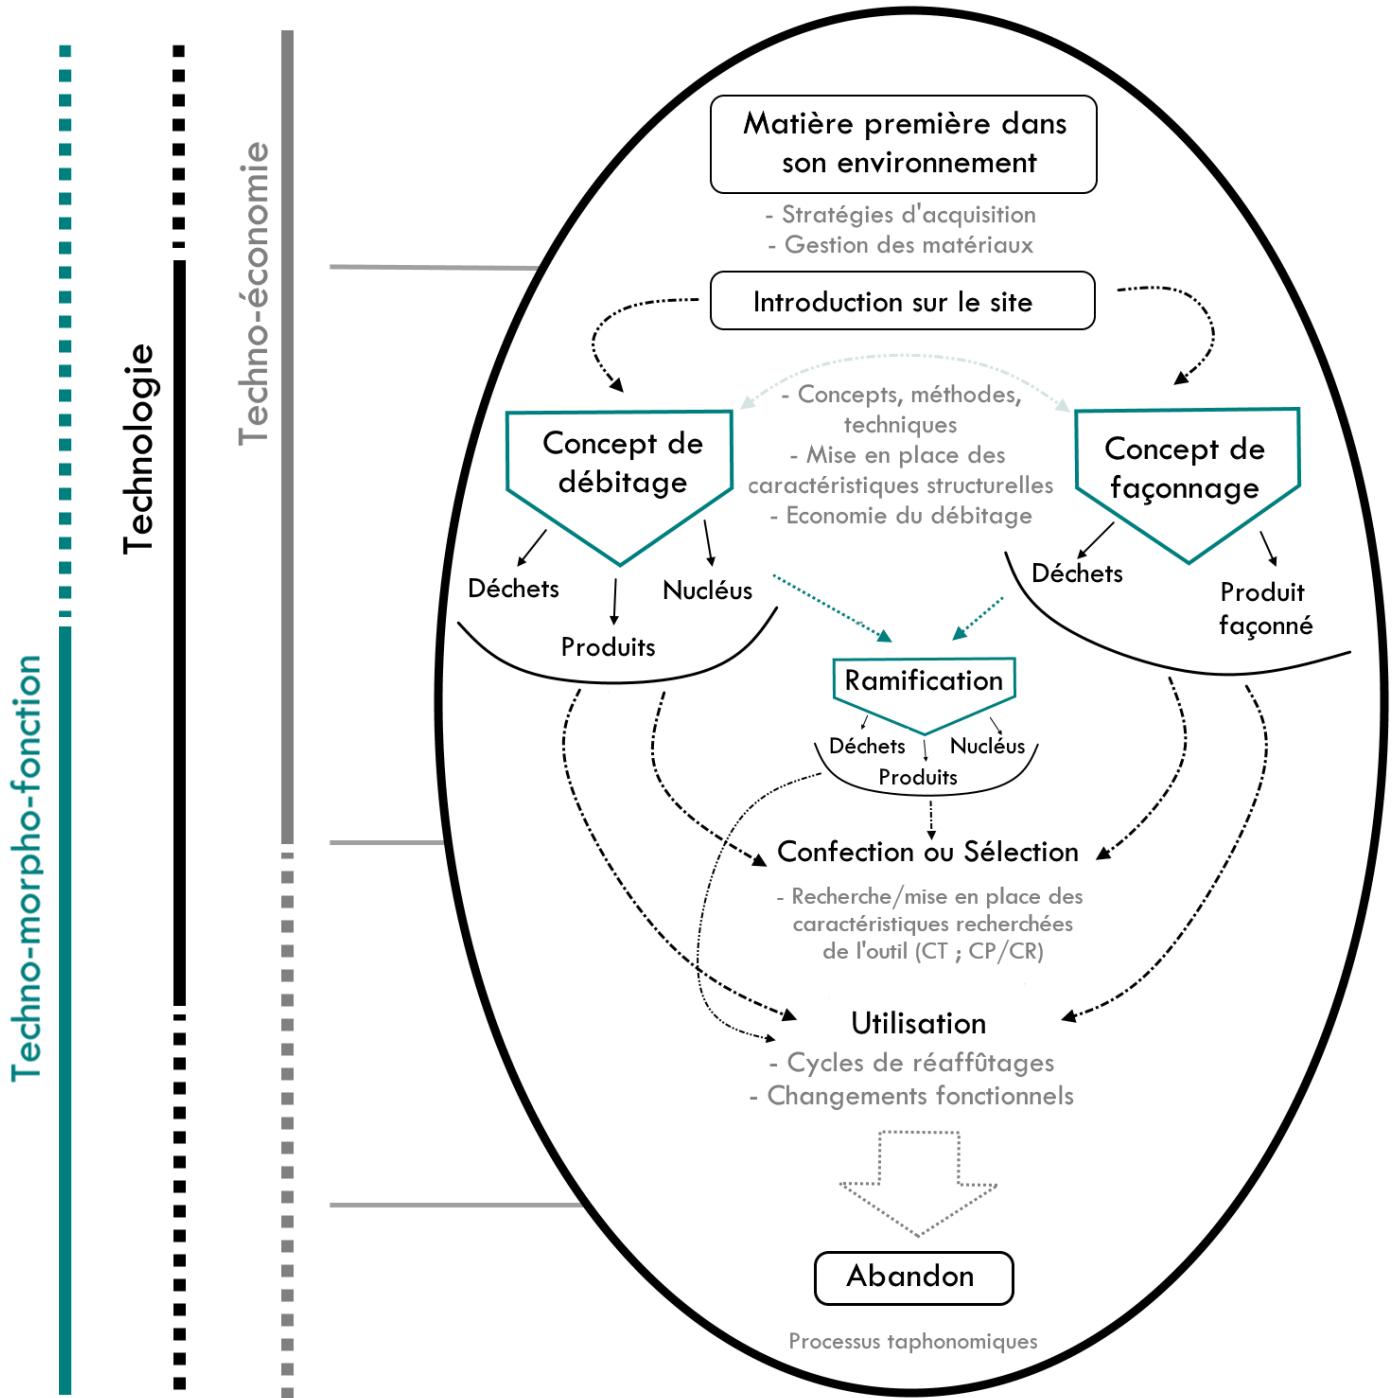 Techno-morpho-fonction
Technologie
Techno-économie
Matière première dans
son environnement
- Stratégies d'acquisition
- Gestion des matériaux
Introduction sur le site
- Concepts, méthodes,
techniques
- Mise en place des
caractéristiques structurelles
- Economie du débitage
Concept de
débitage
Déchets
Produits
Nucléus
Concept de
façonnage
Déchets
Produit
façonné
Ramification
Déchets
Nucléus
Produits
Confection ou Sélection
- Recherche/mise en place des
caractéristiques recherchées
de l'outil (CT ; CP/CR)
Utilisation
- Cycles de réaffûtages
- Changements fonctionnels
Abandon
Processus taphonomiques